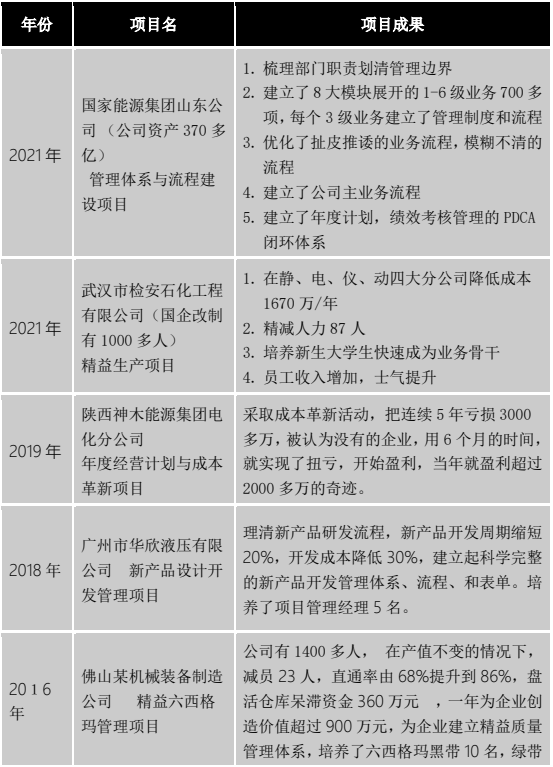 年份
项目名
项目成果
2021年
国家能源集团山东公
司（公司资产370多
亿）
管理体系与流程建
设项目
1. 梳理部门职责划清管理边界
2. 建立了8大模块展开的1-6级业务700多
项，每个3级业务建立了管理制度和流程
3. 优化了扯皮推诿的业务流程，模糊不清的
流程
4. 建立了公司主业务流程
5. 建立了年度计划，绩效考核管理的PDCA
闭环体系
2021年
武汉市检安石化工程
有限公司（国企改制
有1000多人）
精益生产项目
1. 在静、电、仪、动四大分公司降低成本
1670万/年
2. 精减人力87人
3. 培养新生大学生快速成为业务骨干
4. 员工收入增加，士气提升
2019年
陕西神木能源集团电
化分公司
年度经营计划与成本
革新项目
采取成本革新活动，把连续5年亏损3000
多万，被认为没有的企业，用6个月的时间，
就实现了扭亏，开始盈利，当年就盈利超过
2000多万的奇迹。
2018年
广州市华欣液压有限
公司 新产品设计开
发管理项目
理清新产品研发流程，新产品开发周期缩短
20%，开发成本降低30%，建立起科学完整
的新产品开发管理体系、流程、和表单。培
养了项目管理经理5名。
2016
年
佛山某机械装备制造
公司 精益六西格
玛管理项目
公司有1400多人， 在产值不变的情况下，
减员23人，直通率由68%提升到86%，盘
活仓库呆滞资金360万元 ，一年为企业创
造价值超过900万元，为企业建立精益质量
管理体系，培养了六西格玛黑带10名，绿带